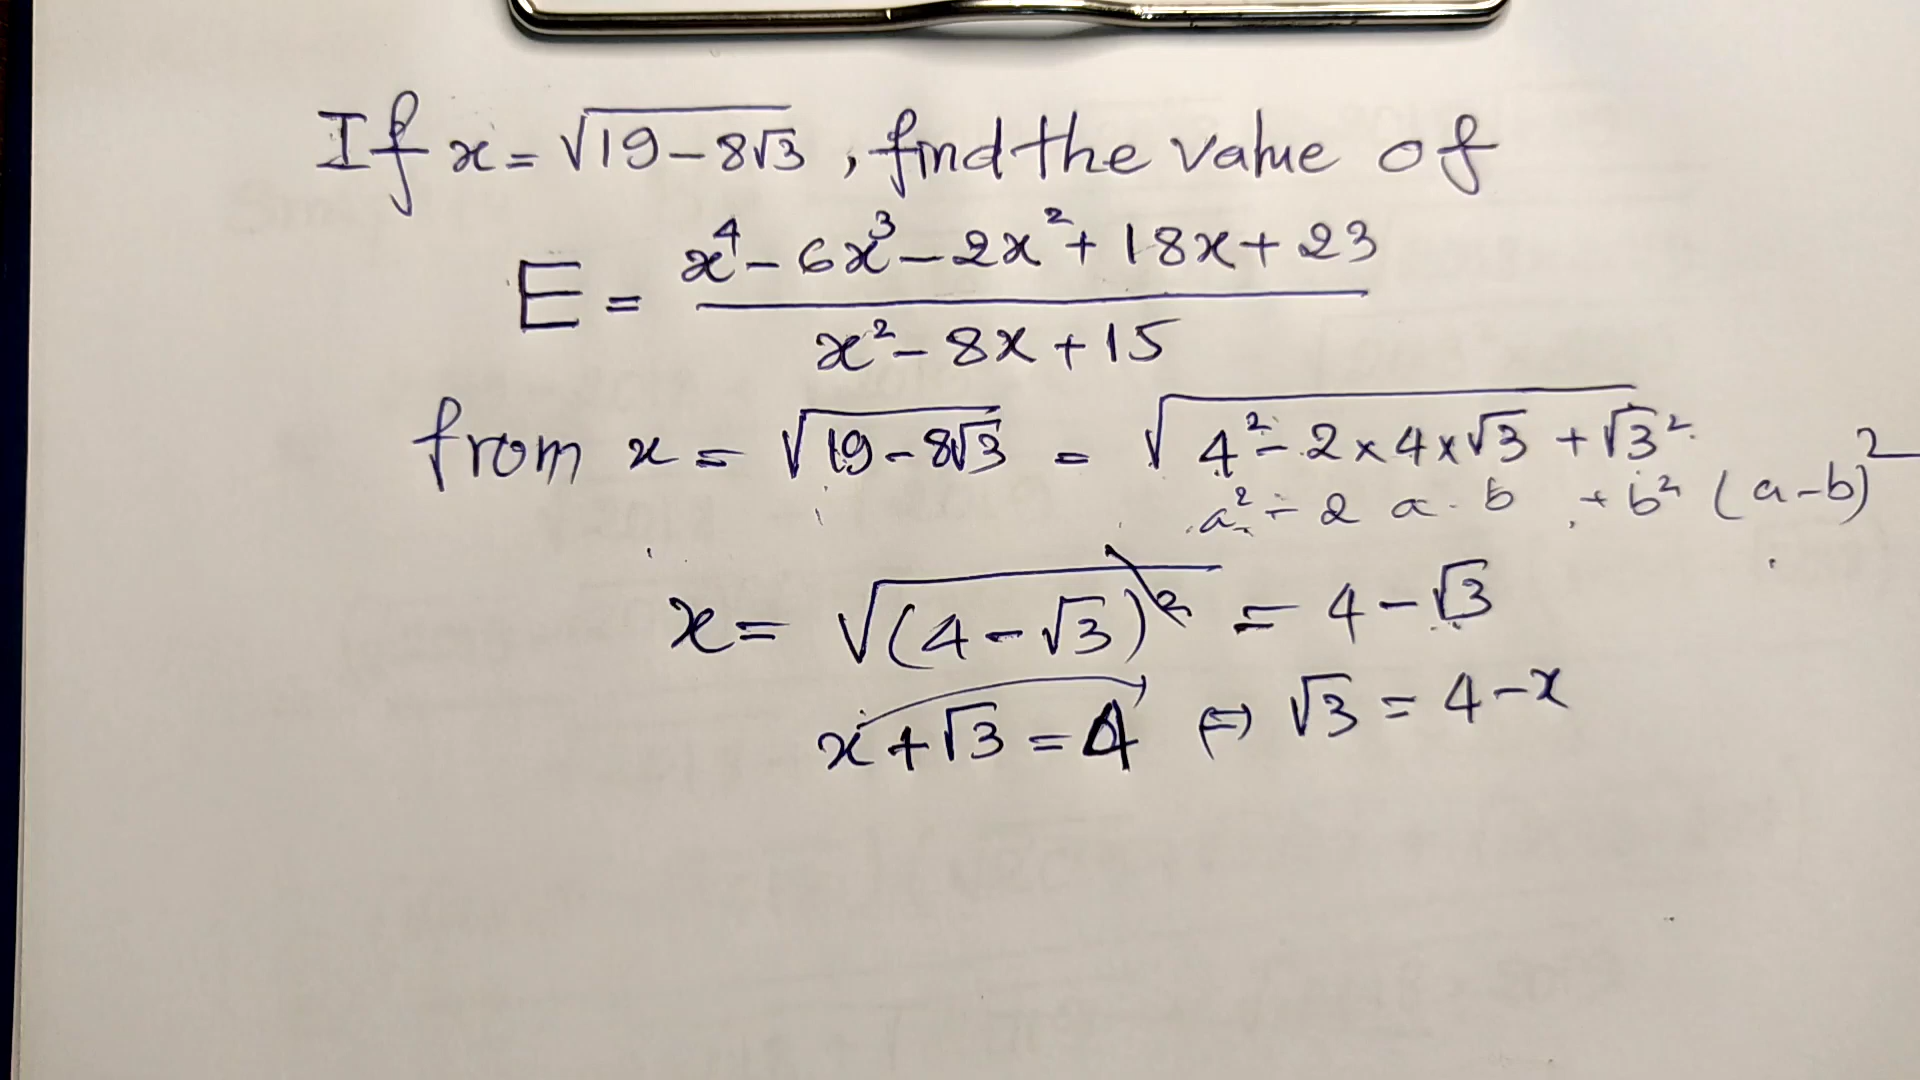 If x = √19-8√3, find the value of
E = x⁴ - 6x³ - 2x² + 18x + 23
x² - 8x + 15
from x = √19-8√3 = √4² - 2×4×√3 + √3²
a² - 2 a . b + b² (a-b)²
x = √(4-√3)² = 4-√3
x+√3 = 4 ⇔ √3 = 4-x